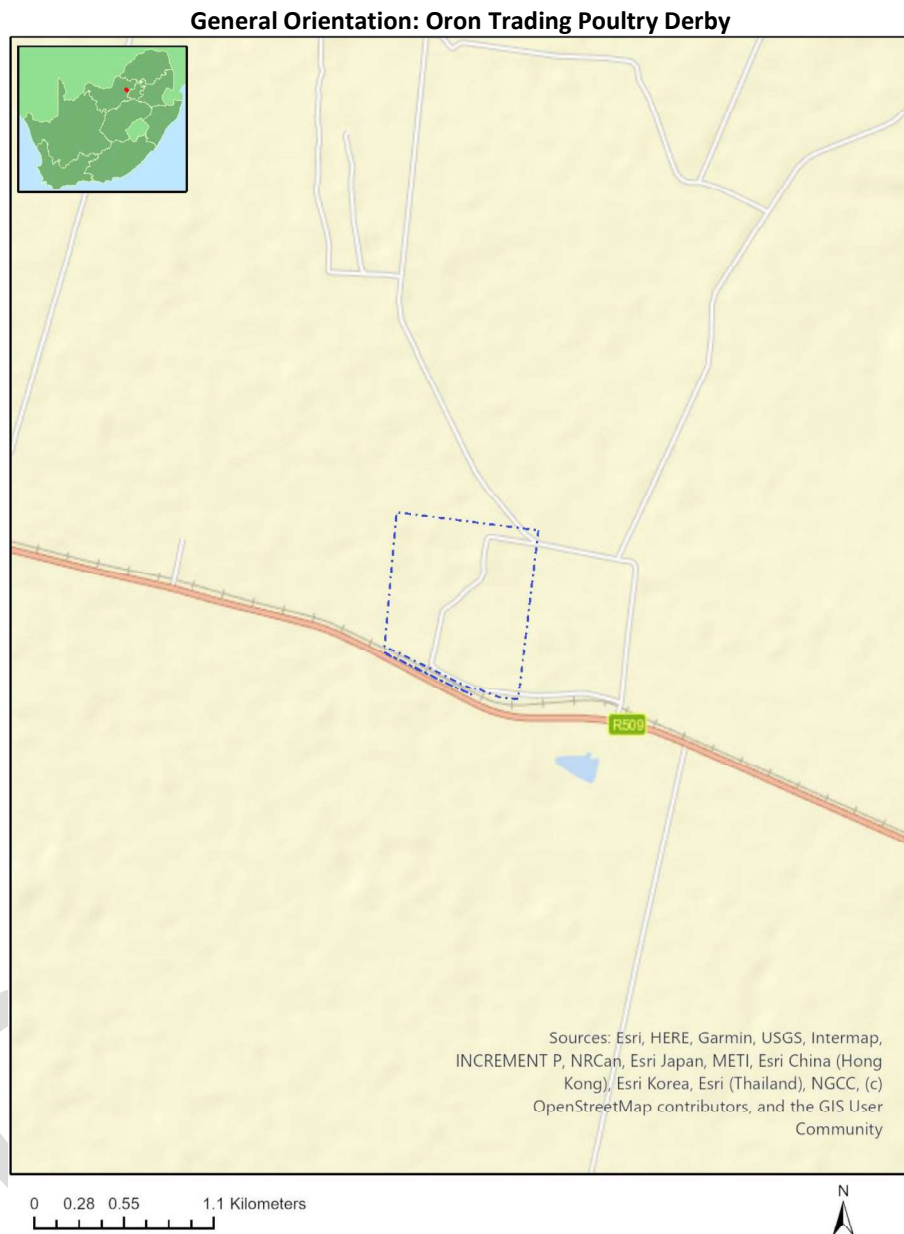 General Orientation: Oron Trading Poultry Derby
R509
Sources: Esri, HERE, Garmin, USGS, Intermap,
INCREMENT P, NRCan, Esri Japan, METI, Esri China (Hong
Kong), Esri Korea, Esri (Thailand), NGCC, (c)
OpenStreetMap contributors, and the GIS User
Community
0 0.28 0.55 1.1 Kilometers
N